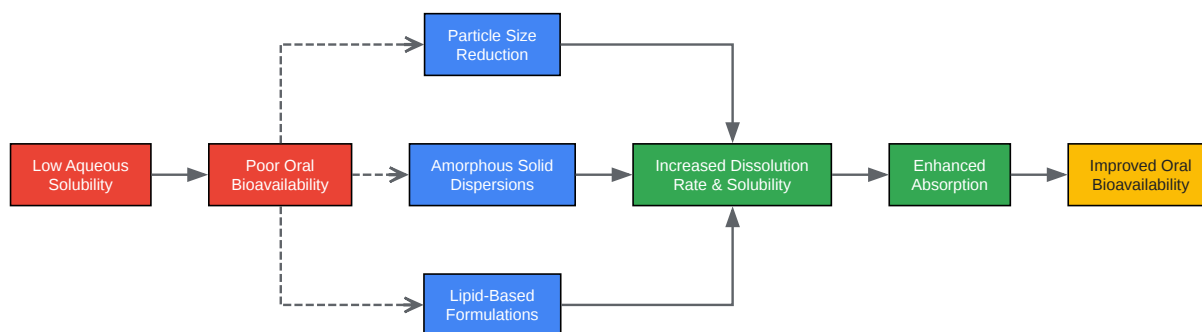 Particle Size
Reduction
Low Aqueous
Solubility
Poor Oral
Bioavailability
Amorphous Solid
Dispersions
Increased Dissolution
Rate & Solubility
Enhanced
Absorption
Improved Oral
Bioavailability
Lipid-Based
Formulations